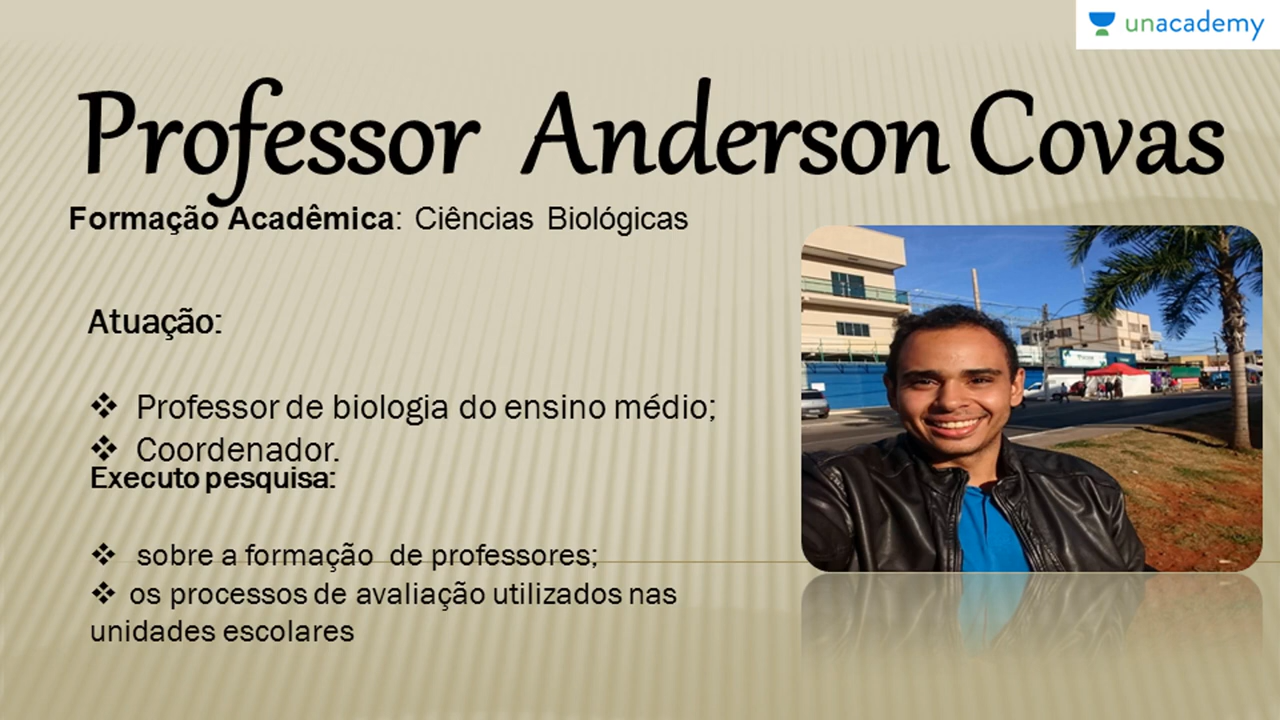 unacademy
Professor Anderson Covas
Formação Acadêmica: Ciências Biológicas
Atuação:
❖ Professor de biologia do ensino médio;
❖ Coordenador.
Executo pesquisa:
❖ sobre a formação de professores;
❖ os processos de avaliação utilizados nas
unidades escolares